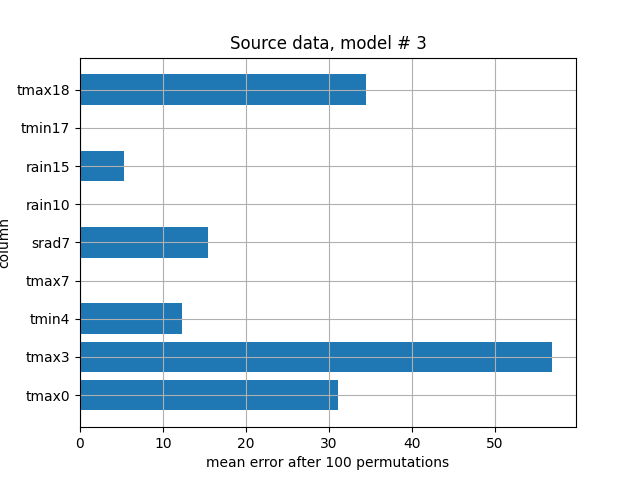 Source data, model # 3
tmax18
tmin17
rain15
rain10
srad7
tmax7
tmin4
tmax3
tmax0
column
0 10 20 30 40 50
mean error after 100 permutations